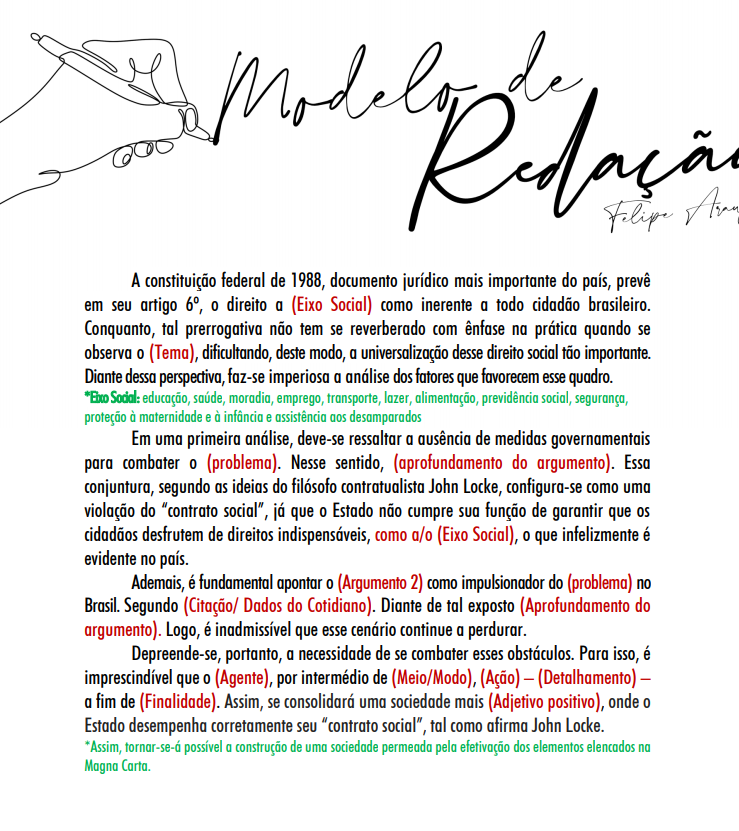 Modelo de
Redação
Felipe
A constituição federal de 1988, documento jurídico mais importante do país, prevê
em seu artigo 6º, o direito a (Eixo Social) como inerente a todo cidadão brasileiro.
Conquanto, tal prerrogativa não tem se reverberado com ênfase na prática quando se
observa o (Tema), dificultando, deste modo, a universalização desse direito social tão importante.
Diante dessa perspectiva, faz-se imperiosa a análise dos fatores que favorecem esse quadro.
*Eixo Social: educação, saúde, moradia, emprego, transporte, lazer, alimentação, previdência social, segurança,
proteção à maternidade e à infância e assistência aos desamparados
Em uma primeira análise, deve-se ressaltar a ausência de medidas governamentais
para combater o (problema). Nesse sentido, (aprofundamento do argumento). Essa
conjuntura, segundo as ideias do filósofo contratualista John Locke, configura-se como uma
violação do “contrato social”, já que o Estado não cumpre sua função de garantir que os
cidadãos desfrutem de direitos indispensáveis, como a/o (Eixo Social), o que infelizmente é
evidente no país.
Ademais, é fundamental apontar o (Argumento 2) como impulsionador do (problema) no
Brasil. Segundo (Citação/ Dados do Cotidiano). Diante de tal exposto (Aprofundamento do
argumento). Logo, é inadmissível que esse cenário continue a perdurar.
Depreende-se, portanto, a necessidade de se combater esses obstáculos. Para isso, é
imprescindível que o (Agente), por intermédio de (Meio/Modo), (Ação) – (Detalhamento) –
a fim de (Finalidade). Assim, se consolidará uma sociedade mais (Adjetivo positivo), onde o
Estado desempenha corretamente seu “contrato social”, tal como afirma John Locke.
*Assim, tornar-se-á possível a construção de uma sociedade permeada pela efetivação dos elementos elencados na
Magna Carta.